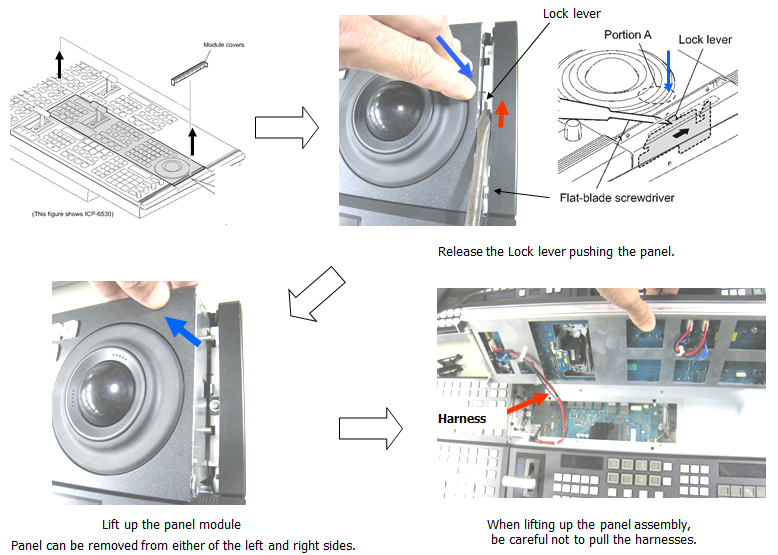 Module covers
(This figure shows ICP-6530)
Lock lever
Portion A
Lock lever
Flat-blade screwdriver
Release the Lock lever pushing the panel.
Harness
Lift up the panel module
Panel can be removed from either of the left and right sides.
When lifting up the panel assembly,
be careful not to pull the harnesses.